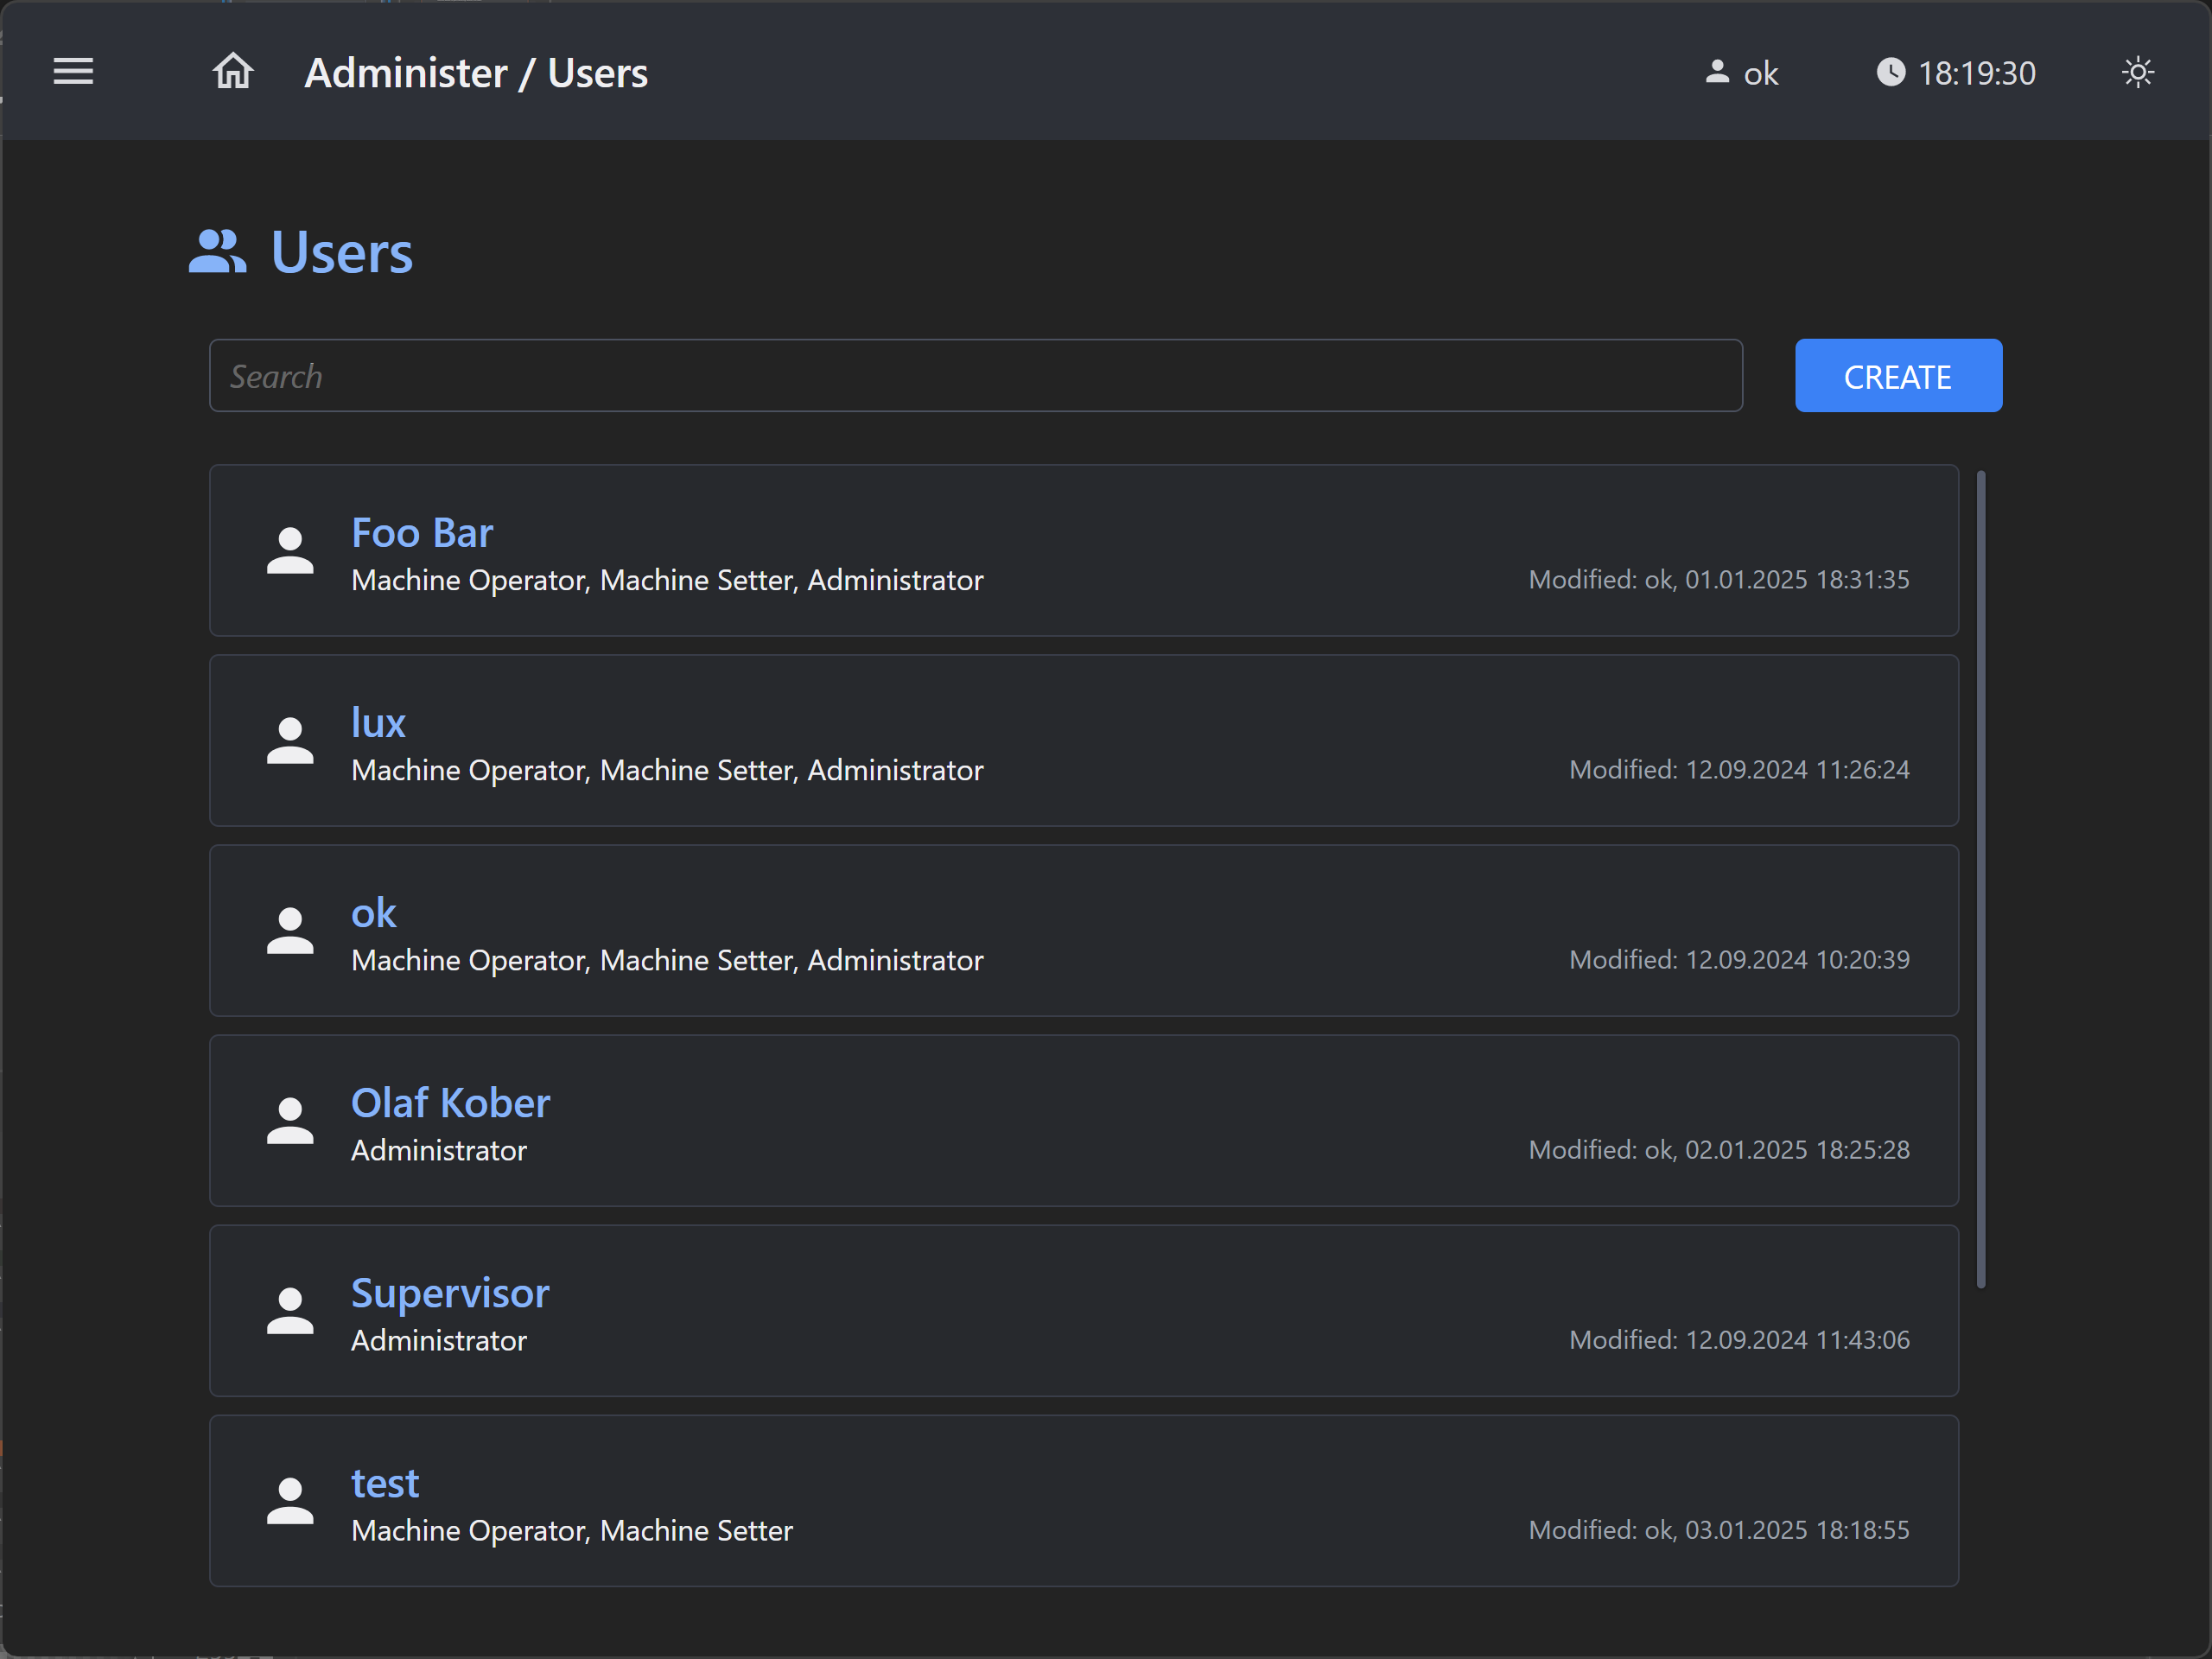 Administer / Users
ok
18:19:30
Users
Search
CREATE
Foo Bar
Machine Operator, Machine Setter, Administrator
Modified: ok, 01.01.2025 18:31:35
lux
Machine Operator, Machine Setter, Administrator
Modified: 12.09.2024 11:26:24
ok
Machine Operator, Machine Setter, Administrator
Modified: 12.09.2024 10:20:39
Olaf Kober
Administrator
Modified: ok, 02.01.2025 18:25:28
Supervisor
Administrator
Modified: 12.09.2024 11:43:06
test
Machine Operator, Machine Setter
Modified: ok, 03.01.2025 18:18:55